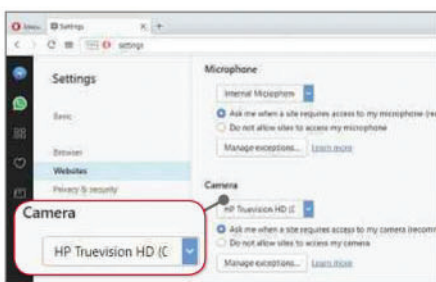 Menu Settings
settings
Settings
Basic
Browser
Websites
Privacy & security
Microphone
Internal Microphone
Ask me when a site requires access to my microphone (rec
Do not allow sites to access my microphone
Manage exceptions... Learn more
Camera
HP Truevision HD (C
Ask me when a site requires access to my camera (recomm
Do not allow sites to access my camera
Manage exceptions... Learn more
Camera
HP Truevision HD (C